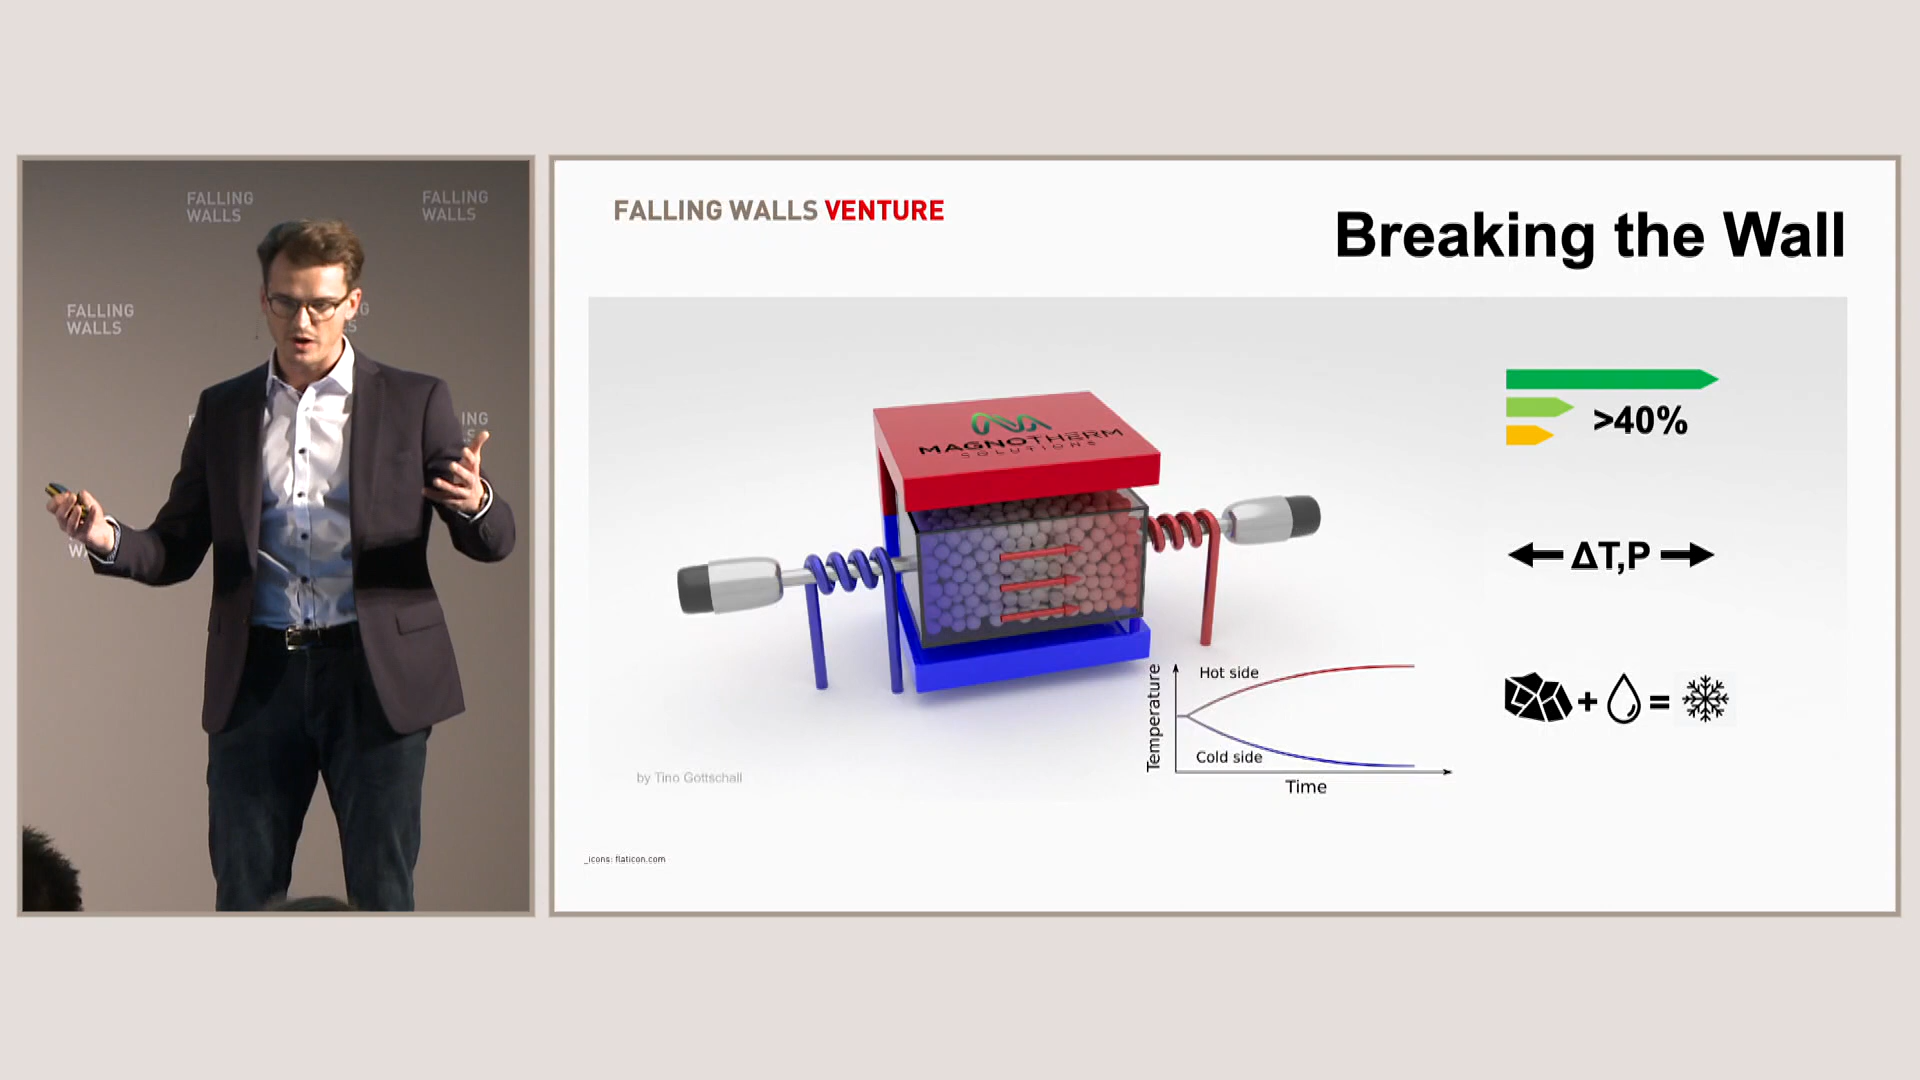 FALLING
WALLS
FALLING
WALLS
FALLING
WALLS
FALLING WALLS VENTURE
Breaking the Wall
MAGNOTHERM
SOLUTIONS
>40%
ΔT,P
+ =
Hot side
Cold side
Temperature
Time
by Tino Gottschall
_icons: flaticon.com